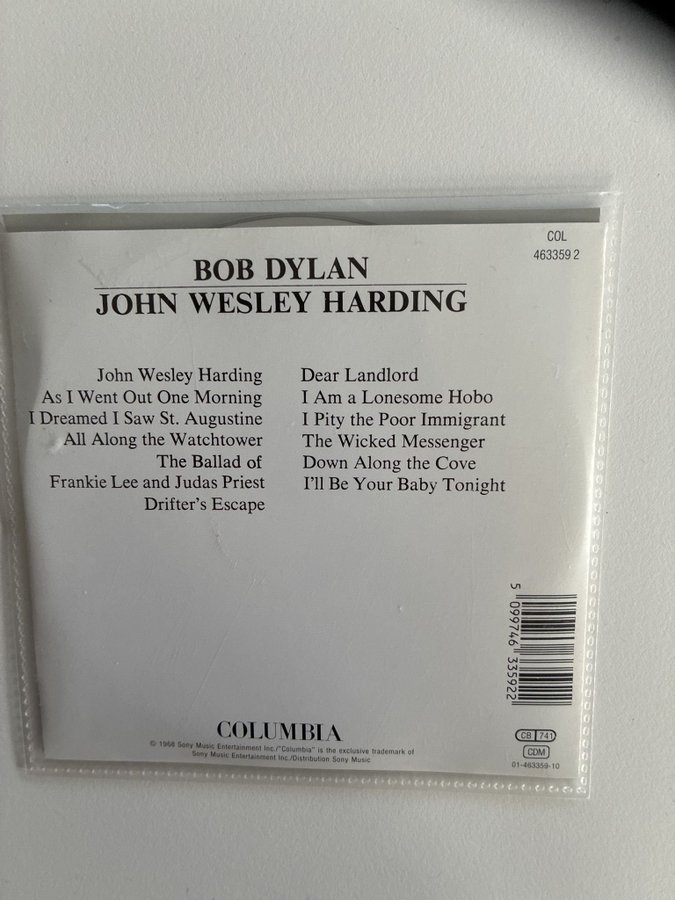 COL
463359 2
BOB DYLAN
JOHN WESLEY HARDING
John Wesley Harding
As I Went Out One Morning
I Dreamed I Saw St. Augustine
All Along the Watchtower
The Ballad of
Frankie Lee and Judas Priest
Drifter's Escape
Dear Landlord
I Am a Lonesome Hobo
I Pity the Poor Immigrant
The Wicked Messenger
Down Along the Cove
I'll Be Your Baby Tonight
5 099746 335922
COLUMBIA
© 1968 Sony Music Entertainment Inc./"Columbia" is the exclusive trademark of
Sony Music Entertainment Inc./Distribution Sony Music
CB 741
CDM
01-463359-10